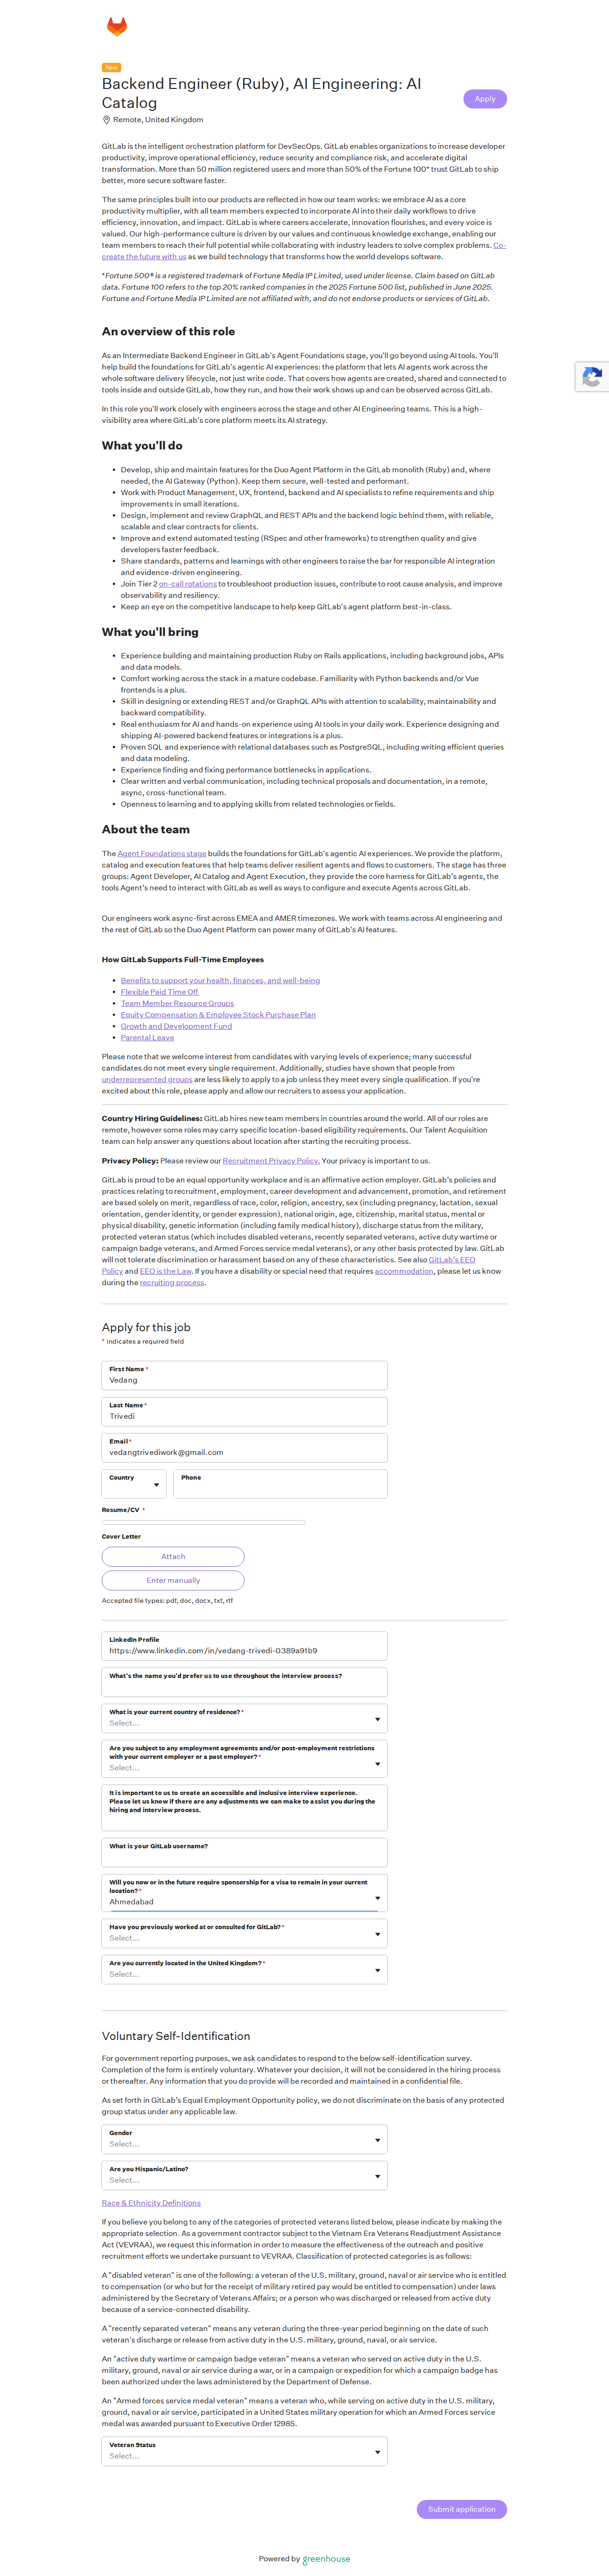 New
Backend Engineer (Ruby), AI Engineering: AI
Catalog
Apply
Remote, United Kingdom
GitLab is the intelligent orchestration platform for DevSecOps. GitLab enables organizations to increase developer
productivity, improve operational efficiency, reduce security and compliance risk, and accelerate digital
transformation. More than 50 million registered users and more than 50% of the Fortune 100* trust GitLab to ship
better, more secure software faster.
The same principles built into our products are reflected in how our team works: we embrace AI as a core
productivity multiplier, with all team members expected to incorporate AI into their daily workflows to drive
efficiency, innovation, and impact. GitLab is where careers accelerate, innovation flourishes, and every voice is
valued. Our high-performance culture is driven by our values and continuous knowledge exchange, enabling our
team members to reach their full potential while collaborating with industry leaders to solve complex problems. Co-
create the future with us as we build technology that transforms how the world develops software.
*Fortune 500® is a registered trademark of Fortune Media IP Limited, used under license. Claim based on GitLab
data. Fortune 100 refers to the top 20% ranked companies in the 2025 Fortune 500 list, published in June 2025.
Fortune and Fortune Media IP Limited are not affiliated with, and do not endorse products or services of GitLab.
An overview of this role
As an Intermediate Backend Engineer in GitLab's Agent Foundations stage, you'll go beyond using AI tools. You'll
help build the foundations for GitLab's agentic AI experiences: the platform that lets AI agents work across the
whole software delivery lifecycle, not just write code. That covers how agents are created, shared and connected to
tools inside and outside GitLab, how they run, and how their work shows up and can be observed across GitLab.
In this role you'll work closely with engineers across the stage and other AI Engineering teams. This is a high-
visibility area where GitLab's core platform meets its AI strategy.
What you'll do
Develop, ship and maintain features for the Duo Agent Platform in the GitLab monolith (Ruby) and, where
needed, the AI Gateway (Python). Keep them secure, well-tested and performant.
Work with Product Management, UX, frontend, backend and AI specialists to refine requirements and ship
improvements in small iterations.
Design, implement and review GraphQL and REST APIs and the backend logic behind them, with reliable,
scalable and clear contracts for clients.
Improve and extend automated testing (RSpec and other frameworks) to strengthen quality and give
developers faster feedback.
Share standards, patterns and learnings with other engineers to raise the bar for responsible AI integration
and evidence-driven engineering.
Join Tier 2 on-call rotations to troubleshoot production issues, contribute to root cause analysis, and improve
observability and resiliency.
Keep an eye on the competitive landscape to help keep GitLab's agent platform best-in-class.
What you'll bring
Experience building and maintaining production Ruby on Rails applications, including background jobs, APIs
and data models.
Comfort working across the stack in a mature codebase. Familiarity with Python backends and/or Vue
frontends is a plus.
Skill in designing or extending REST and/or GraphQL APIs with attention to scalability, maintainability and
backward compatibility.
Real enthusiasm for AI and hands-on experience using AI tools in your daily work. Experience designing and
shipping AI-powered backend features or integrations is a plus.
Proven SQL and experience with relational databases such as PostgreSQL, including writing efficient queries
and data modeling.
Experience finding and fixing performance bottlenecks in applications.
Clear written and verbal communication, including technical proposals and documentation, in a remote,
async, cross-functional team.
Openness to learning and to applying skills from related technologies or fields.
About the team
The Agent Foundations stage builds the foundations for GitLab's agentic AI experiences. We provide the platform,
catalog and execution features that help teams deliver resilient agents and flows to customers. The stage has three
groups: Agent Developer, AI Catalog and Agent Execution, they provide the core harness for GitLab's agents, the
tools Agent's need to interact with GitLab as well as ways to configure and execute Agents across GitLab.
Our engineers work async-first across EMEA and AMER timezones. We work with teams across AI engineering and
the rest of GitLab so the Duo Agent Platform can power many of GitLab's AI features.
How GitLab Supports Full-Time Employees
Benefits to support your health, finances, and well-being
Flexible Paid Time Off
Team Member Resource Groups
Equity Compensation & Employee Stock Purchase Plan
Growth and Development Fund
Parental Leave
Please note that we welcome interest from candidates with varying levels of experience; many successful
candidates do not meet every single requirement. Additionally, studies have shown that people from
underrepresented groups are less likely to apply to a job unless they meet every single qualification. If you're
excited about this role, please apply and allow our recruiters to assess your application.
Country Hiring Guidelines: GitLab hires new team members in countries around the world. All of our roles are
remote, however some roles may carry specific location-based eligibility requirements. Our Talent Acquisition
team can help answer any questions about location after starting the recruiting process.
Privacy Policy: Please review our Recruitment Privacy Policy. Your privacy is important to us.
GitLab is proud to be an equal opportunity workplace and is an affirmative action employer. GitLab's policies and
practices relating to recruitment, employment, career development and advancement, promotion, and retirement
are based solely on merit, regardless of race, color, religion, ancestry, sex (including pregnancy, lactation, sexual
orientation, gender identity, or gender expression), national origin, age, citizenship, marital status, mental or
physical disability, genetic information (including family medical history), discharge status from the military,
protected veteran status (which includes disabled veterans, recently separated veterans, active duty wartime or
campaign badge veterans, and Armed Forces service medal veterans), or any other basis protected by law. GitLab
will not tolerate discrimination or harassment based on any of these characteristics. See also GitLab's EEO
Policy and EEO is the Law. If you have a disability or special need that requires accommodation, please let us know
during the recruiting process.
Apply for this job
* indicates a required field
First Name *
Vedang
Last Name *
Trivedi
Email *
vedangtrivediwork@gmail.com
Country
Phone
Resume/CV *
Cover Letter
Attach
Enter manually
Accepted file types: pdf, doc, docx, txt, rtf
LinkedIn Profile
https://www.linkedin.com/in/vedang-trivedi-0389a91b9
What's the name you'd prefer us to use throughout the interview process?
What is your current country of residence? *
Select...
Are you subject to any employment agreements and/or post-employment restrictions
with your current employer or a past employer? *
Select...
It is important to us to create an accessible and inclusive interview experience.
Please let us know if there are any adjustments we can make to assist you during the
hiring and interview process.
What is your GitLab username?
Will you now or in the future require sponsorship for a visa to remain in your current
location? *
Ahmedabad
Have you previously worked at or consulted for GitLab? *
Select...
Are you currently located in the United Kingdom? *
Select...
Voluntary Self-Identification
For government reporting purposes, we ask candidates to respond to the below self-identification survey.
Completion of the form is entirely voluntary. Whatever your decision, it will not be considered in the hiring process
or thereafter. Any information that you do provide will be recorded and maintained in a confidential file.
As set forth in GitLab's Equal Employment Opportunity policy, we do not discriminate on the basis of any protected
group status under any applicable law.
Gender
Select...
Are you Hispanic/Latino?
Select...
Race & Ethnicity Definitions
If you believe you belong to any of the categories of protected veterans listed below, please indicate by making the
appropriate selection. As a government contractor subject to the Vietnam Era Veterans Readjustment Assistance
Act (VEVRAA), we request this information in order to measure the effectiveness of the outreach and positive
recruitment efforts we undertake pursuant to VEVRAA. Classification of protected categories is as follows:
A "disabled veteran" is one of the following: a veteran of the U.S. military, ground, naval or air service who is entitled
to compensation (or who but for the receipt of military retired pay would be entitled to compensation) under laws
administered by the Secretary of Veterans Affairs; or a person who was discharged or released from active duty
because of a service-connected disability.
A "recently separated veteran" means any veteran during the three-year period beginning on the date of such
veteran's discharge or release from active duty in the U.S. military, ground, naval, or air service.
An "active duty wartime or campaign badge veteran" means a veteran who served on active duty in the U.S.
military, ground, naval or air service during a war, or in a campaign or expedition for which a campaign badge has
been authorized under the laws administered by the Department of Defense.
An "Armed forces service medal veteran" means a veteran who, while serving on active duty in the U.S. military,
ground, naval or air service, participated in a United States military operation for which an Armed Forces service
medal was awarded pursuant to Executive Order 12985.
Veteran Status
Select...
Submit application
Powered by greenhouse